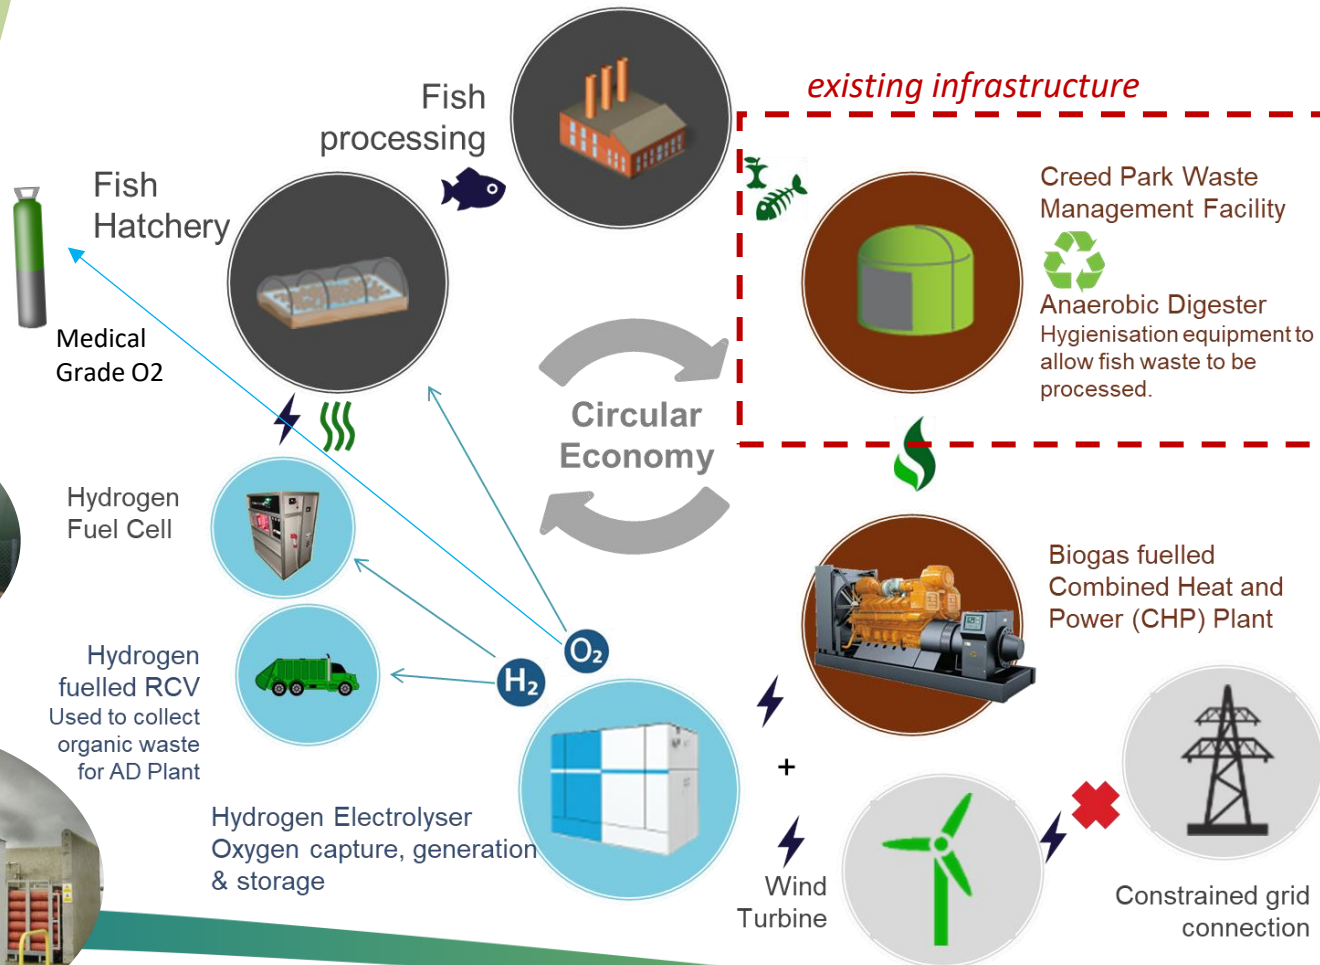 existing infrastructure
Fish
processing
Fish
Hatchery
Creed Park Waste
Management Facility
Anaerobic Digester
Hygienisation equipment to
allow fish waste to be
processed.
Medical
Grade O2
Circular
Economy
Hydrogen
Fuel Cell
Biogas fuelled
Combined Heat and
Power (CHP) Plant
O₂
H₂
Hydrogen
fuelled RCV
Used to collect
organic waste
for AD Plant
+
Hydrogen Electrolyser
Oxygen capture, generation
& storage
Wind
Turbine
Constrained grid
connection